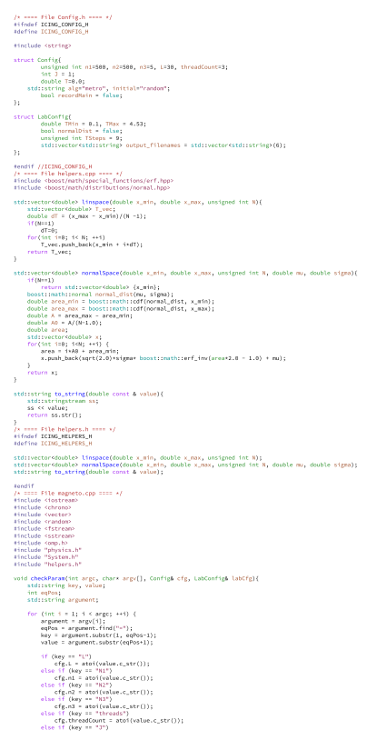 /* ==== File Config.h ==== */
#ifndef ICING_CONFIG_H
#define ICING_CONFIG_H
#include <string>
struct Config{
unsigned int n1=500, n2=500, n3=5, L=30, threadCount=3;
int J = 1;
double T=0.0;
std::string alg="metro", initial="random";
bool recordMain = false;
};
struct LabConfig{
double TMin = 0.1, TMax = 4.53;
bool normalDist = false;
unsigned int TSteps = 9;
std::vector<std::string> output_filenames = std::vector<std::string>(0);
};
#endif //ICING_CONFIG_H
/* ==== File helpers.cpp ==== */
#include <boost/math/special_functions/erf.hpp>
#include <boost/math/distributions/normal.hpp>
std::vector<double> linspace(double x_min, double x_max, unsigned int N){
std::vector<double> T_vec;
double dT = (x_max - x_min)/(N -1);
if(N==1)
dT=0;
for(int i=0; i< N; ++i)
T_vec.push_back(x_min + i*dT);
return T_vec;
}
std::vector<double> normalSpace(double x_min, double x_max, unsigned int N, double mu, double sigma){
if(N==1)
return std::vector<double> {x_min};
boost::math::normal normal_dist(mu, sigma);
double area_min = boost::math::cdf(normal_dist, x_min);
double area_max = boost::math::cdf(normal_dist, x_max);
double A = area_max - area_min;
double A0 = A/(N-1.0);
double area;
std::vector<double> x;
for(int i=0; i<N; ++i) {
area = i*A0 + area_min;
x.push_back(sqrt(2.0)*sigma* boost::math::erf_inv(area*2.0 - 1.0) + mu);
}
return x;
}
std::string to_string(double const & value){
std::stringstream ss;
ss << value;
return ss.str();
}
/* ==== File helpers.h ==== */
#ifndef ICING_HELPERS_H
#define ICING_HELPERS_H
std::vector<double> linspace(double x_min, double x_max, unsigned int N);
std::vector<double> normalSpace(double x_min, double x_max, unsigned int N, double mu, double sigma);
std::string to_string(double const & value);
#endif
/* ==== File magneto.cpp ==== */
#include <iostream>
#include <chrono>
#include <vector>
#include <random>
#include <fstream>
#include <sstream>
#include <omp.h>
#include "physics.h"
#include "System.h"
#include "helpers.h"
void checkParam(int argc, char* argv[], Config& cfg, LabConfig& labCfg){
std::string key, value;
int eqPos;
std::string argument;
for (int i = 1; i < argc; ++i) {
argument = argv[i];
eqPos = argument.find("=");
key = argument.substr(1, eqPos-1);
value = argument.substr(eqPos+1);
if (key == "L")
cfg.L = atoi(value.c_str());
else if (key == "N1")
cfg.n1 = atoi(value.c_str());
else if (key == "N2")
cfg.n2 = atoi(value.c_str());
else if (key == "N3")
cfg.n3 = atoi(value.c_str());
else if (key == "threads")
cfg.threadCount = atoi(value.c_str());
else if (key == "J")